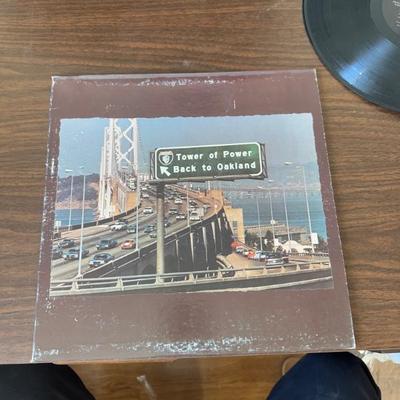 Tower of Power
Back to Oakland